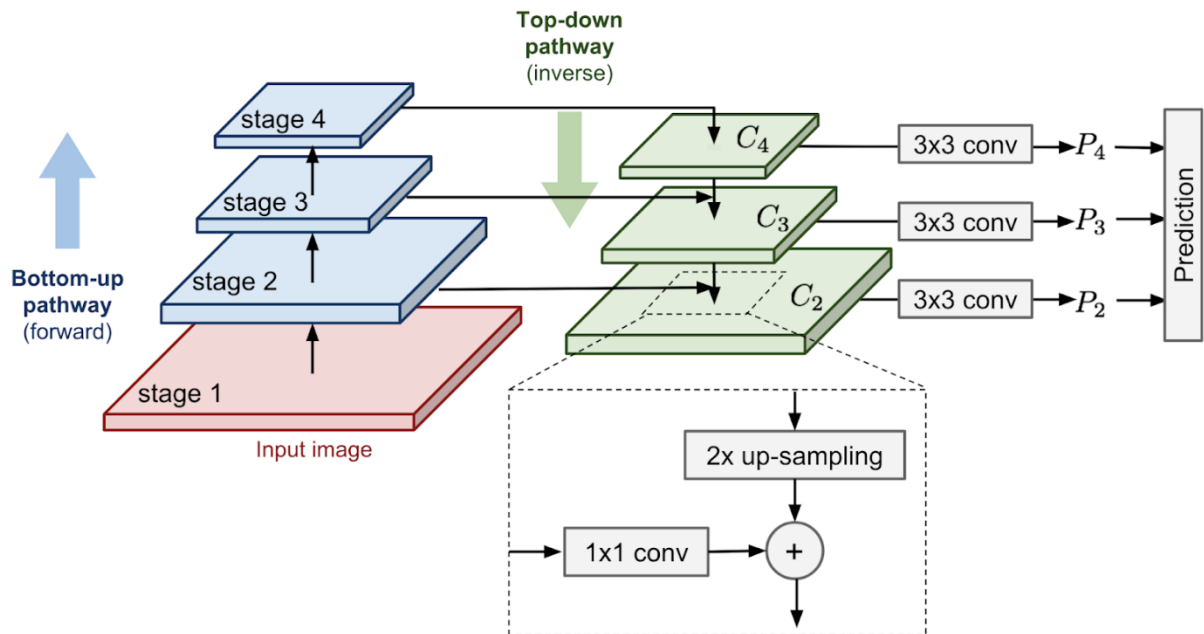 Top-down
pathway
(inverse)
stage 4
C₄
3x3 conv
P₄
stage 3
C₃
3x3 conv
P₃
Prediction
Bottom-up
pathway
(forward)
stage 2
C₂
3x3 conv
P₂
stage 1
Input image
2x up-sampling
1x1 conv
+